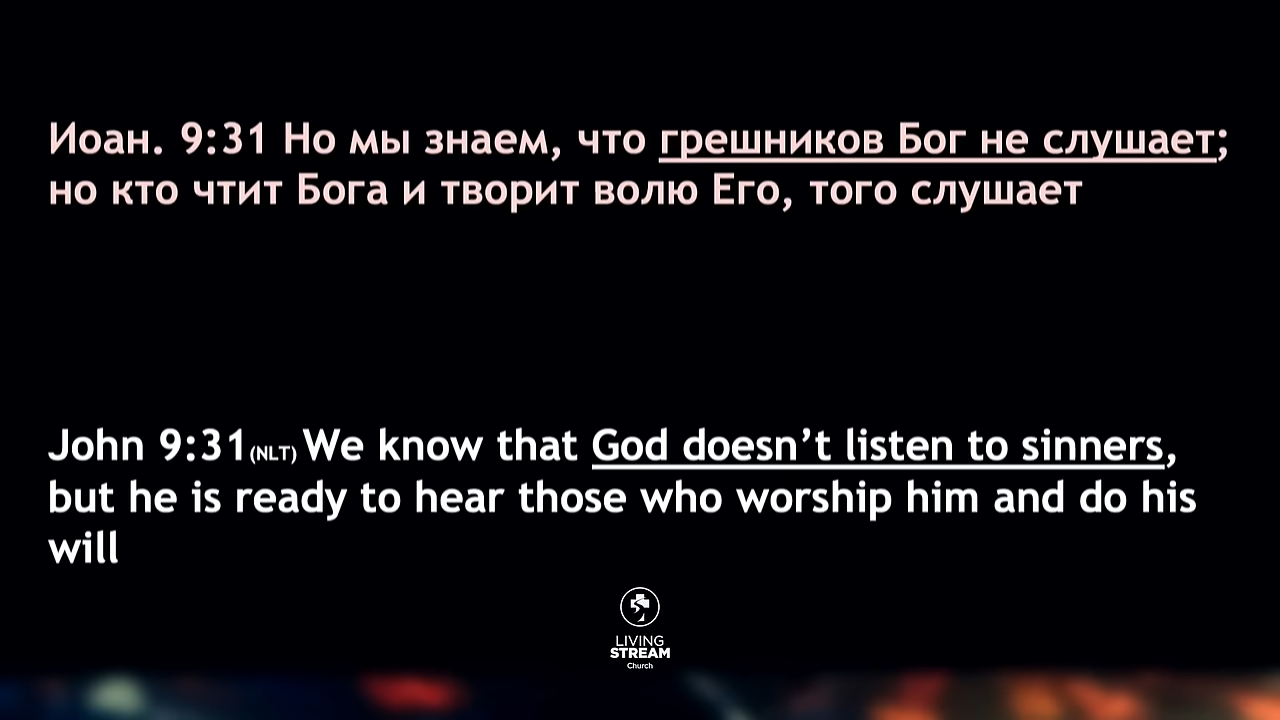 Иоан. 9:31 Но мы знаем, что грешников Бог не слушает;
но кто чтит Бога и творит волю Его, того слушает
John 9:31(NLT) We know that God doesn’t listen to sinners,
but he is ready to hear those who worship him and do his
will
LIVING
STREAM
Church